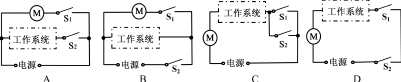 M S₁ M S₁ 工作系统 S₁ 工作系统 S₁
工作系统 S₂ 工作系统 M S₂ M
电源 电源 S₂ 电源 电源 S₂
A B C D